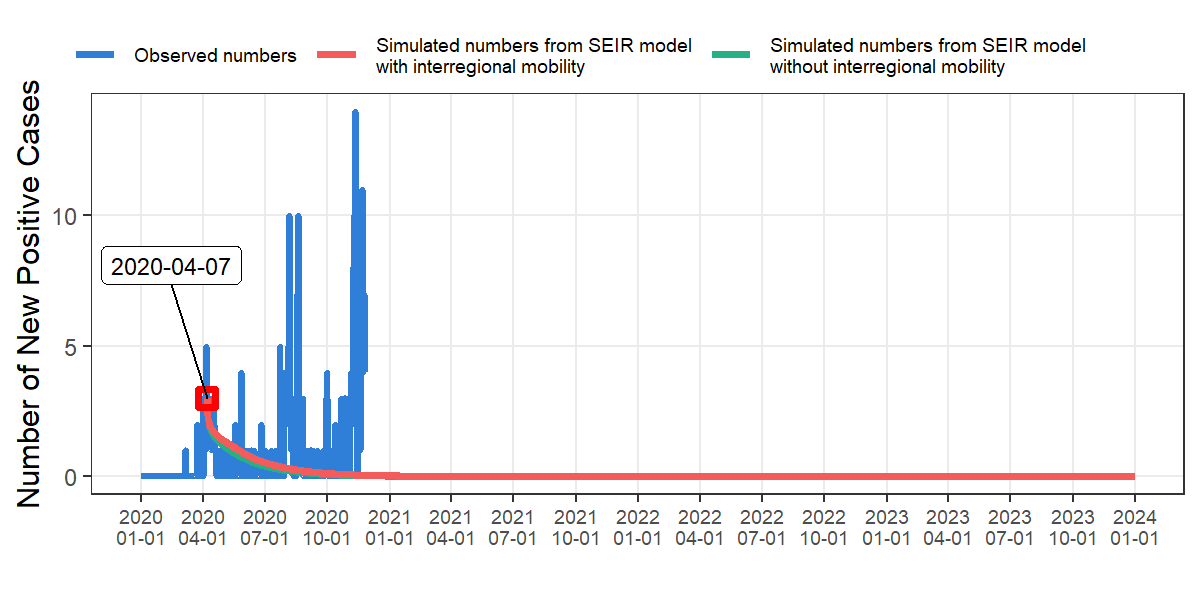 Observed numbers
Simulated numbers from SEIR model
with interregional mobility
Simulated numbers from SEIR model
without interregional mobility
Number of New Positive Cases
10
5
0
2020-04-07
2020 2020 2020 2020 2021 2021 2021 2021 2022 2022 2022 2022 2023 2023 2023 2023 2024
01-01 04-01 07-01 10-01 01-01 04-01 07-01 10-01 01-01 04-01 07-01 10-01 01-01 04-01 07-01 10-01 01-01